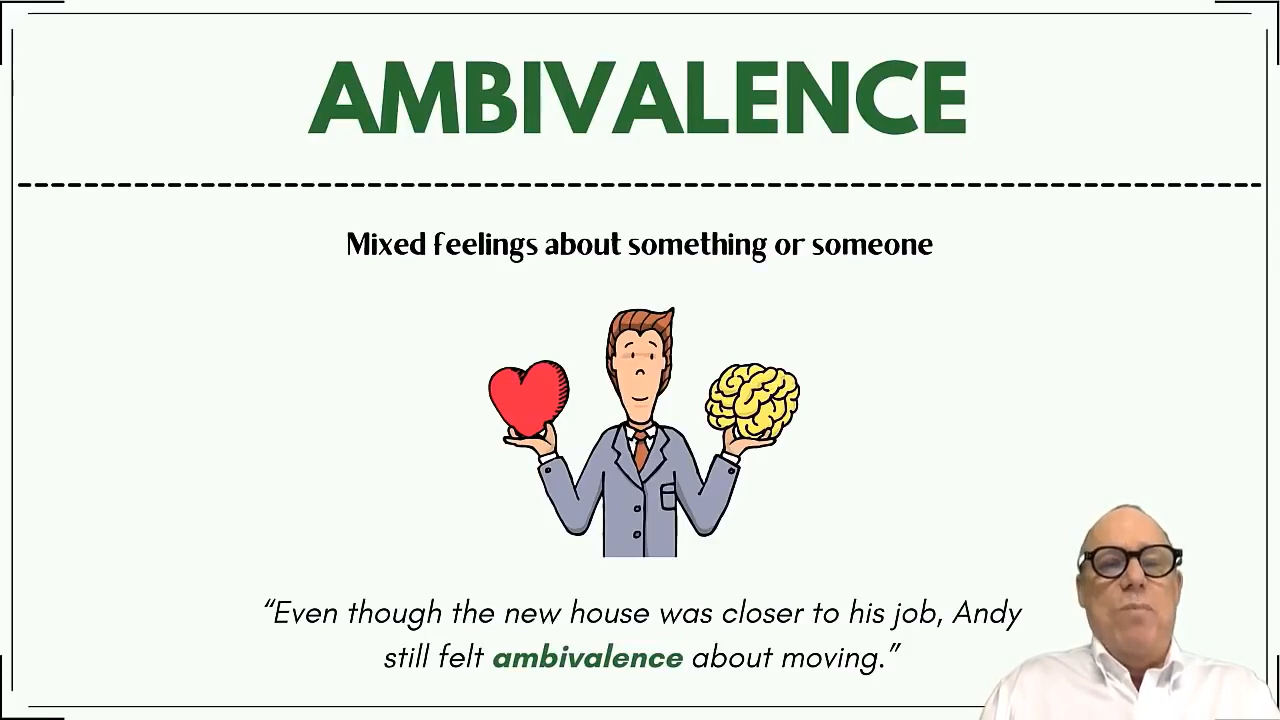 AMBIVALENCE
Mixed feelings about something or someone
“Even though the new house was closer to his job, Andy
still felt ambivalence about moving.”